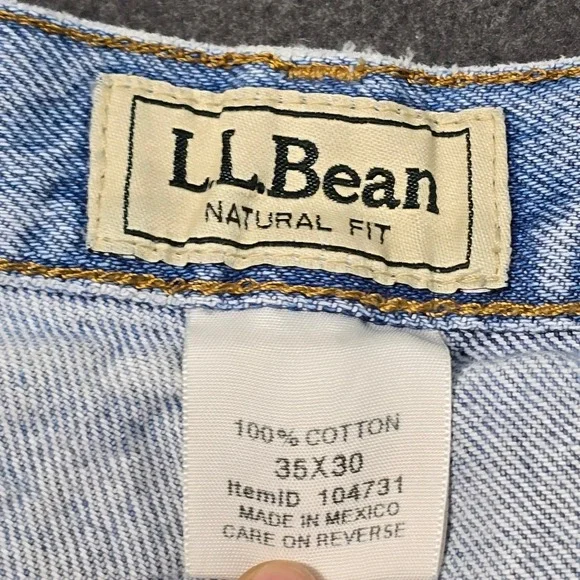 L.L.Bean
NATURAL FIT
100% COTTON
35X30
ItemID 104731
MADE IN MEXICO
CARE ON REVERSE